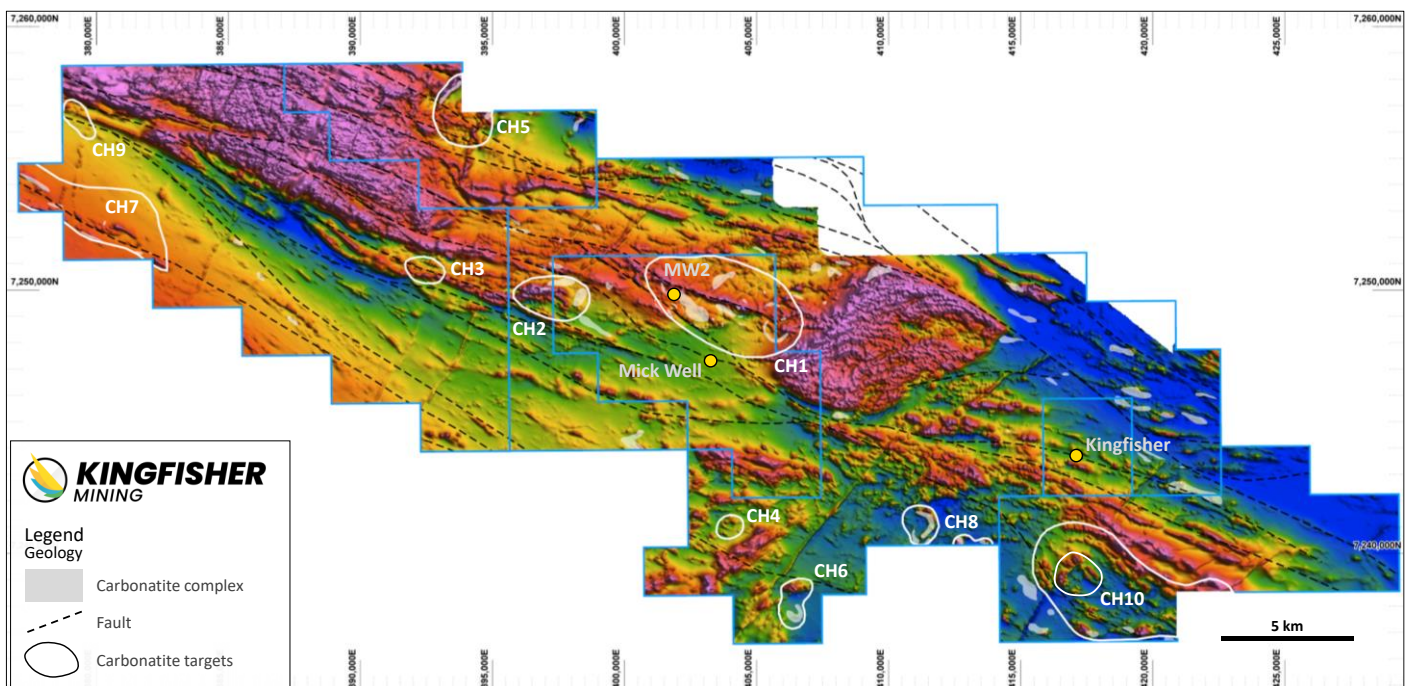 7,260,000N
380,000E
385,000E
390,000E
395,000E
400,000E
405,000E
410,000E
415,000E
420,000E
425,000E
7,260,000N
CH5
CH9
CH7
CH3
MW2
7,250,000N
7,250,000N
CH2
CH1
Mick Well
Kingfisher
KINGFISHER
MINING
CH4
CH8
Legend
Geology
7,240,000N
CH6
Carbonatite complex
CH10
Fault
5 km
Carbonatite targets
390,000E
395,000E
400,000E
405,000E
410,000E
415,000E
420,000E
425,000E